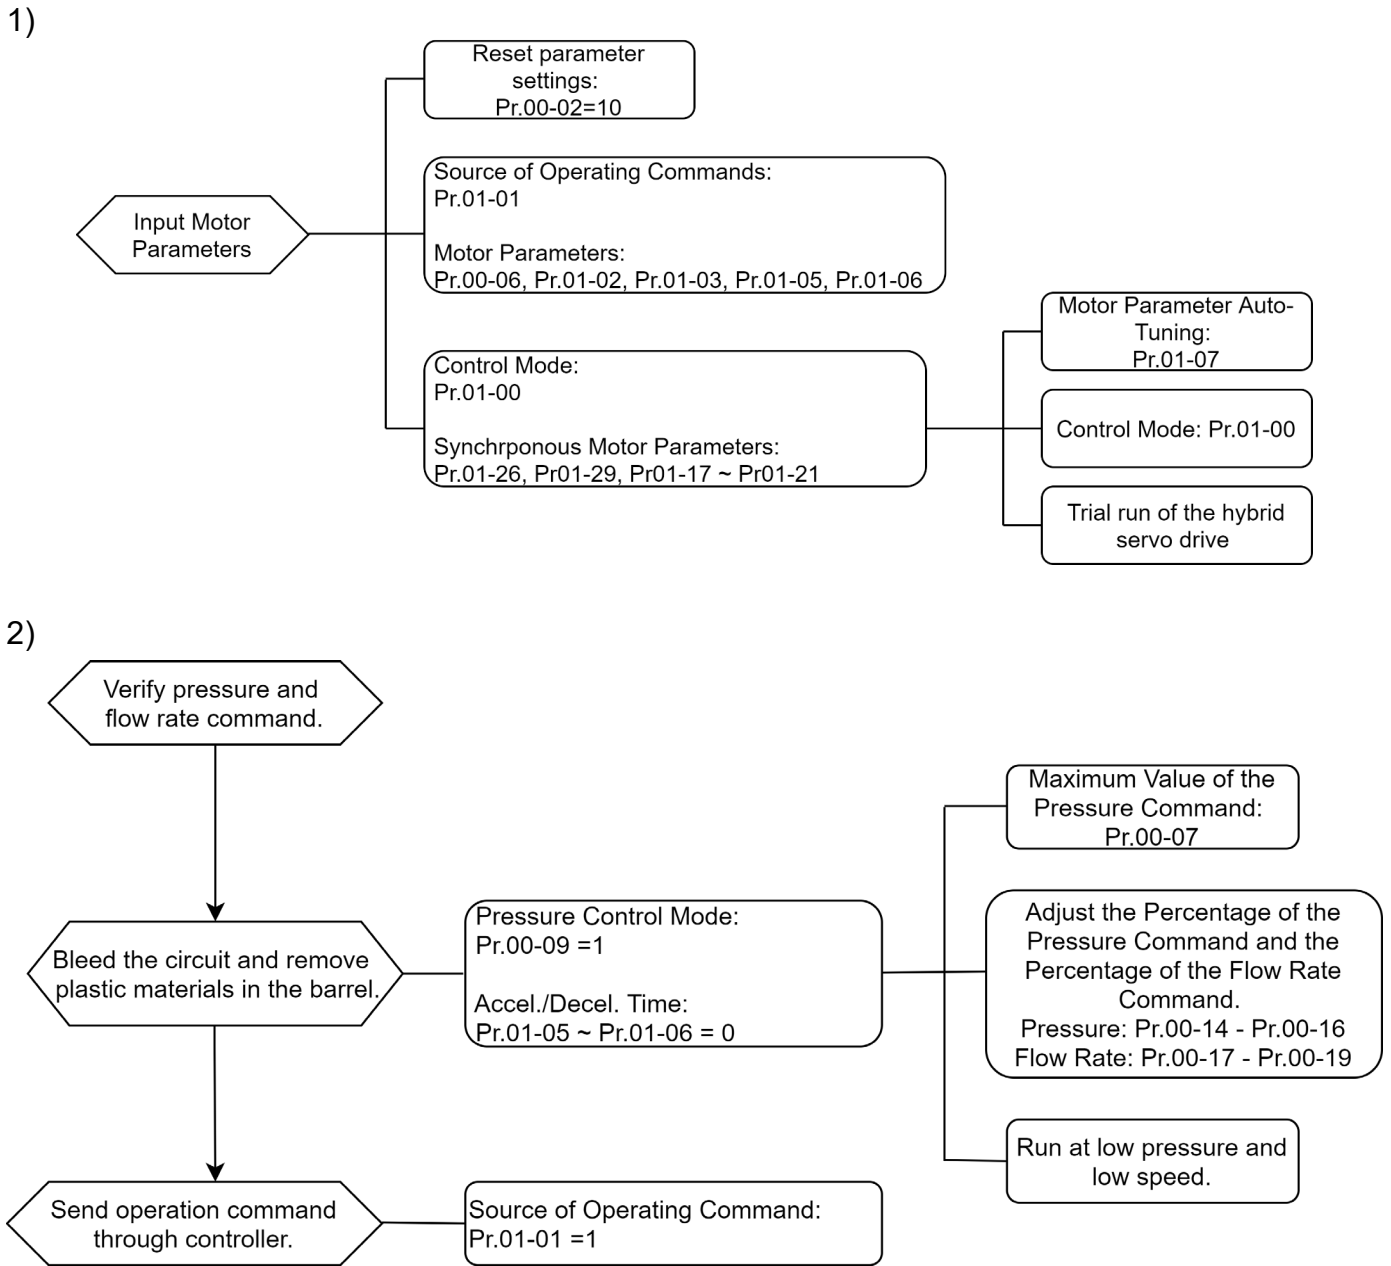 1)
Reset parameter
settings:
Pr.00-02=10
Source of Operating Commands:
Pr.01-01
Motor Parameters:
Pr.00-06, Pr.01-02, Pr.01-03, Pr.01-05, Pr.01-06
Input Motor
Parameters
Control Mode:
Pr.01-00
Synchrponous Motor Parameters:
Pr.01-26, Pr01-29, Pr01-17 ~ Pr01-21
Motor Parameter Auto-
Tuning:
Pr.01-07
Control Mode: Pr.01-00
Trial run of the hybrid
servo drive
2)
Verify pressure and
flow rate command.
Bleed the circuit and remove
plastic materials in the barrel.
Pressure Control Mode:
Pr.00-09 =1
Accel./Decel. Time:
Pr.01-05 ~ Pr.01-06 = 0
Maximum Value of the
Pressure Command:
Pr.00-07
Adjust the Percentage of the
Pressure Command and the
Percentage of the Flow Rate
Command.
Pressure: Pr.00-14 - Pr.00-16
Flow Rate: Pr.00-17 - Pr.00-19
Run at low pressure and
low speed.
Send operation command
through controller.
Source of Operating Command:
Pr.01-01 =1